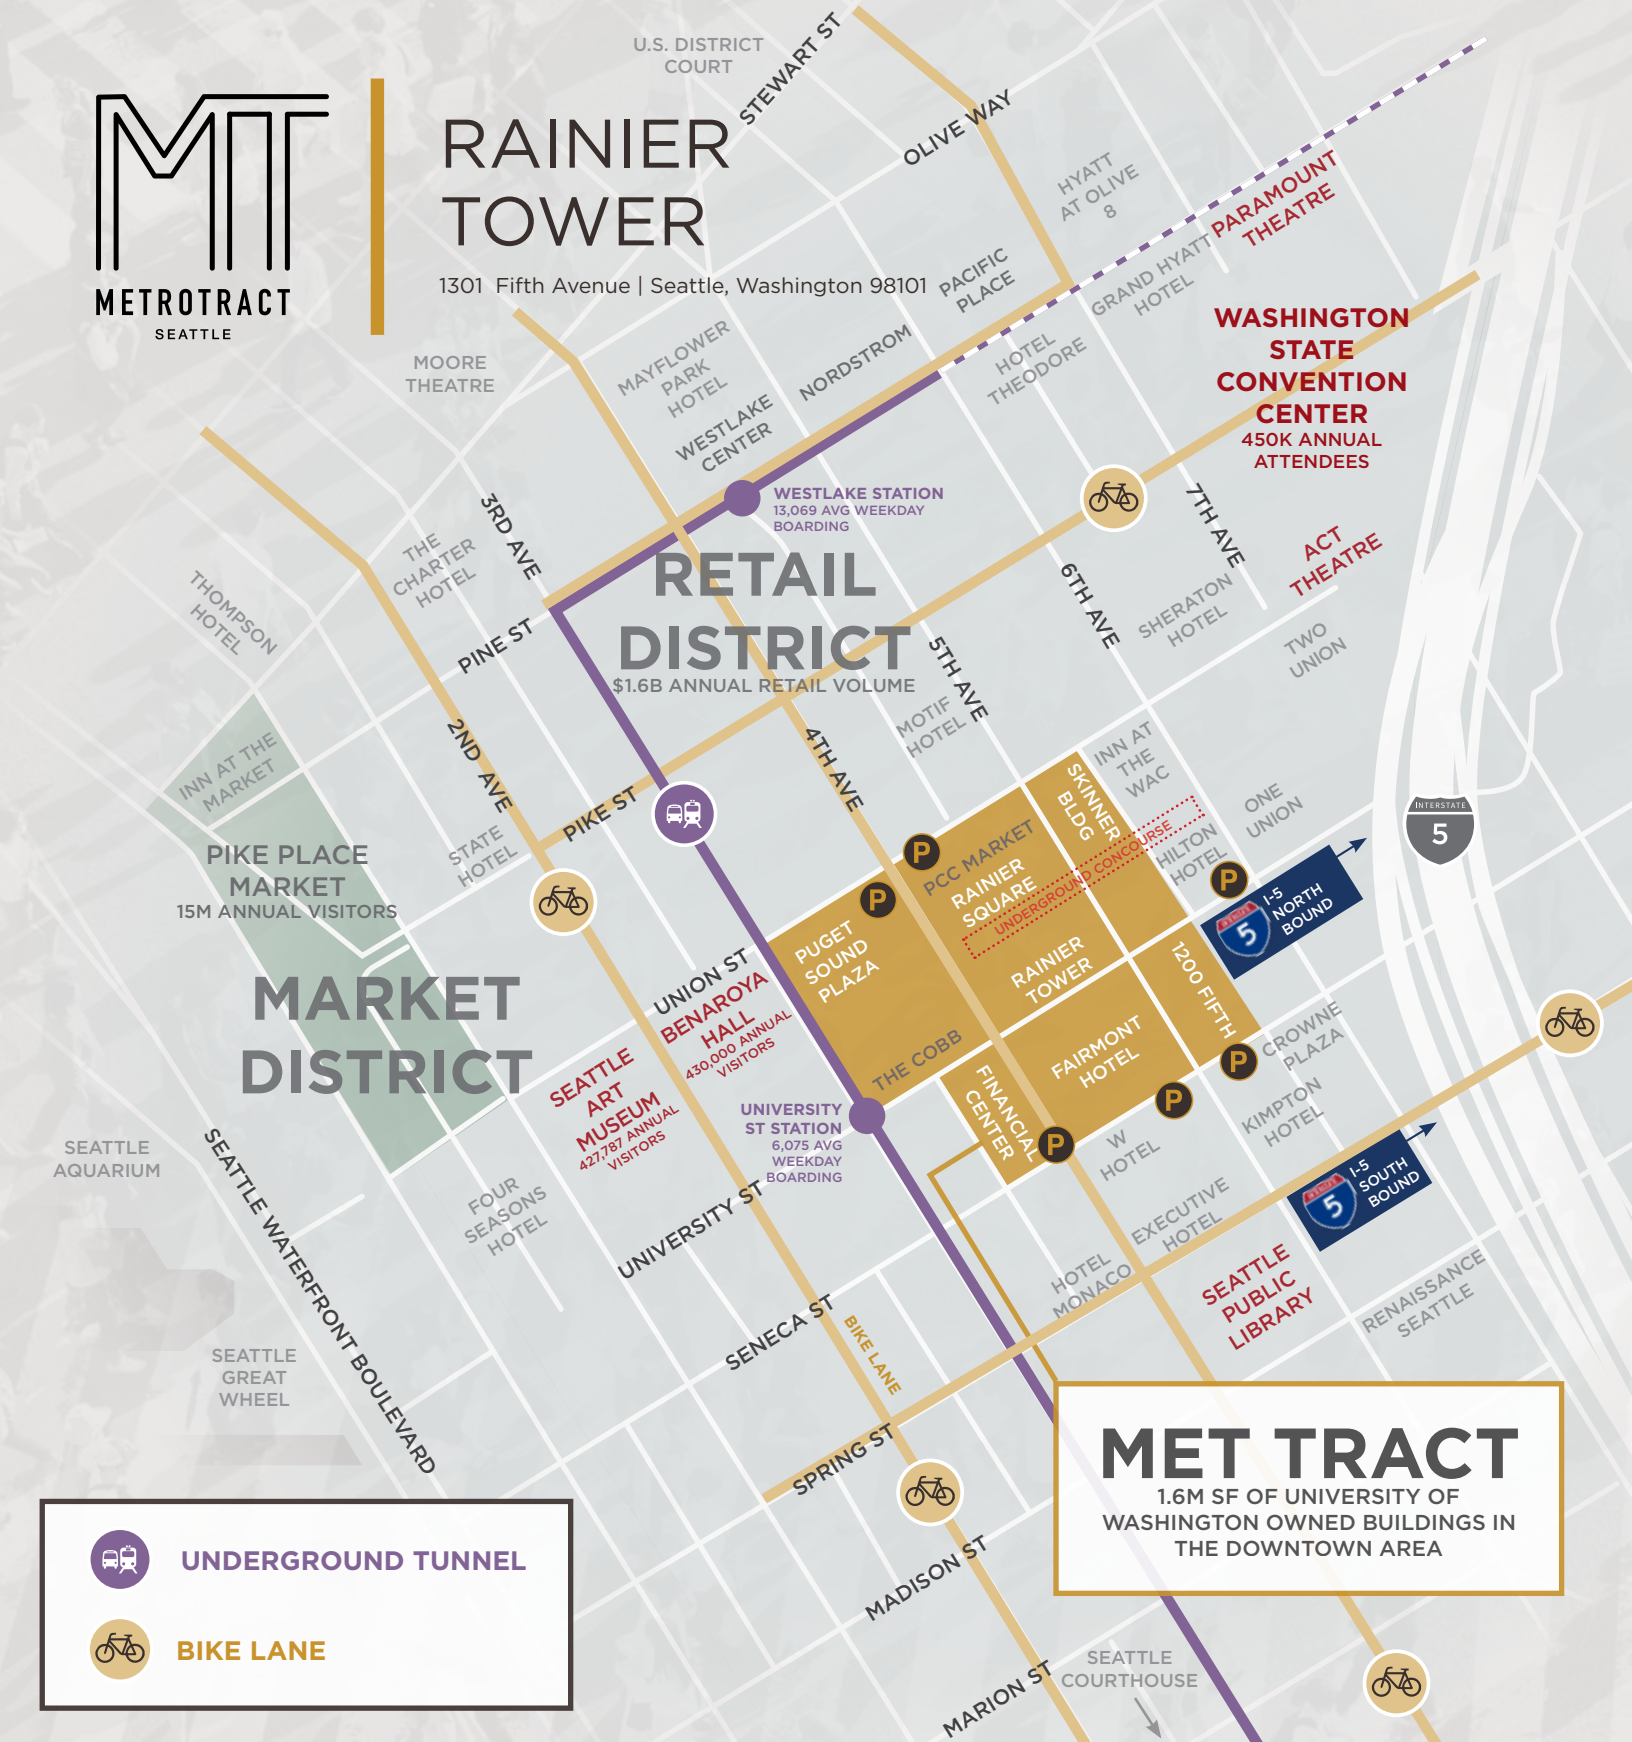 METROTRACT
SEATTLE
RAINIER
TOWER
1301 Fifth Avenue | Seattle, Washington 98101
U.S. DISTRICT
COURT
STEWART ST
OLIVE WAY
HYATT
AT OLIVE
8
PARAMOUNT
THEATRE
PACIFIC
PLACE
GRAND HYATT
HOTEL
WASHINGTON
STATE
CONVENTION
CENTER
450K ANNUAL
ATTENDEES
MOORE
THEATRE
MAYFLOWER
PARK
HOTEL
NORDSTROM
HOTEL
THEODORE
WESTLAKE
CENTER
WESTLAKE STATION
13,069 AVG WEEKDAY
BOARDING
3RD AVE
7TH AVE
ACT
THEATRE
THE
CHARTER
HOTEL
THOMPSON
HOTEL
PINE ST
RETAIL
DISTRICT
$1.6B ANNUAL RETAIL VOLUME
6TH AVE
SHERATON
HOTEL
TWO
UNION
5TH AVE
MOTIF
HOTEL
2ND AVE
4TH AVE
INN AT THE
MARKET
PIKE ST
STATE
HOTEL
INN AT
THE
WAC
SKINNER
BLDG
ONE
UNION
INTERSTATE
5
PIKE PLACE
MARKET
15M ANNUAL VISITORS
P
P
PCC MARKET
RAINIER
SQUARE
UNDERGROUND CONCOURSE
HILTON
HOTEL
P
INTERSTATE
5
I-5
NORTH
BOUND
PUGET
SOUND
PLAZA
RAINIER
TOWER
1200 FIFTH
MARKET
DISTRICT
UNION ST
BENAROYA
HALL
430,000 ANNUAL
VISITORS
SEATTLE
ART
MUSEUM
427,787 ANNUAL
VISITORS
THE COBB
FAIRMONT
HOTEL
CROWNE
PLAZA
P
FINANCIAL
CENTER
P
P
UNIVERSITY
ST STATION
6,075 AVG
WEEKDAY
BOARDING
W
HOTEL
KIMPTON
HOTEL
INTERSTATE
5
I-5
SOUTH
BOUND
SEATTLE
AQUARIUM
SEATTLE WATERFRONT BOULEVARD
FOUR
SEASONS
HOTEL
UNIVERSITY ST
EXECUTIVE
HOTEL
HOTEL
MONACO
SEATTLE
PUBLIC
LIBRARY
RENAISSANCE
SEATTLE
SENECA ST
BIKE LANE
SEATTLE
GREAT
WHEEL
SPRING ST
MET TRACT
1.6M SF OF UNIVERSITY OF
WASHINGTON OWNED BUILDINGS IN
THE DOWNTOWN AREA
MADISON ST
MARION ST
SEATTLE
COURTHOUSE
UNDERGROUND TUNNEL
BIKE LANE